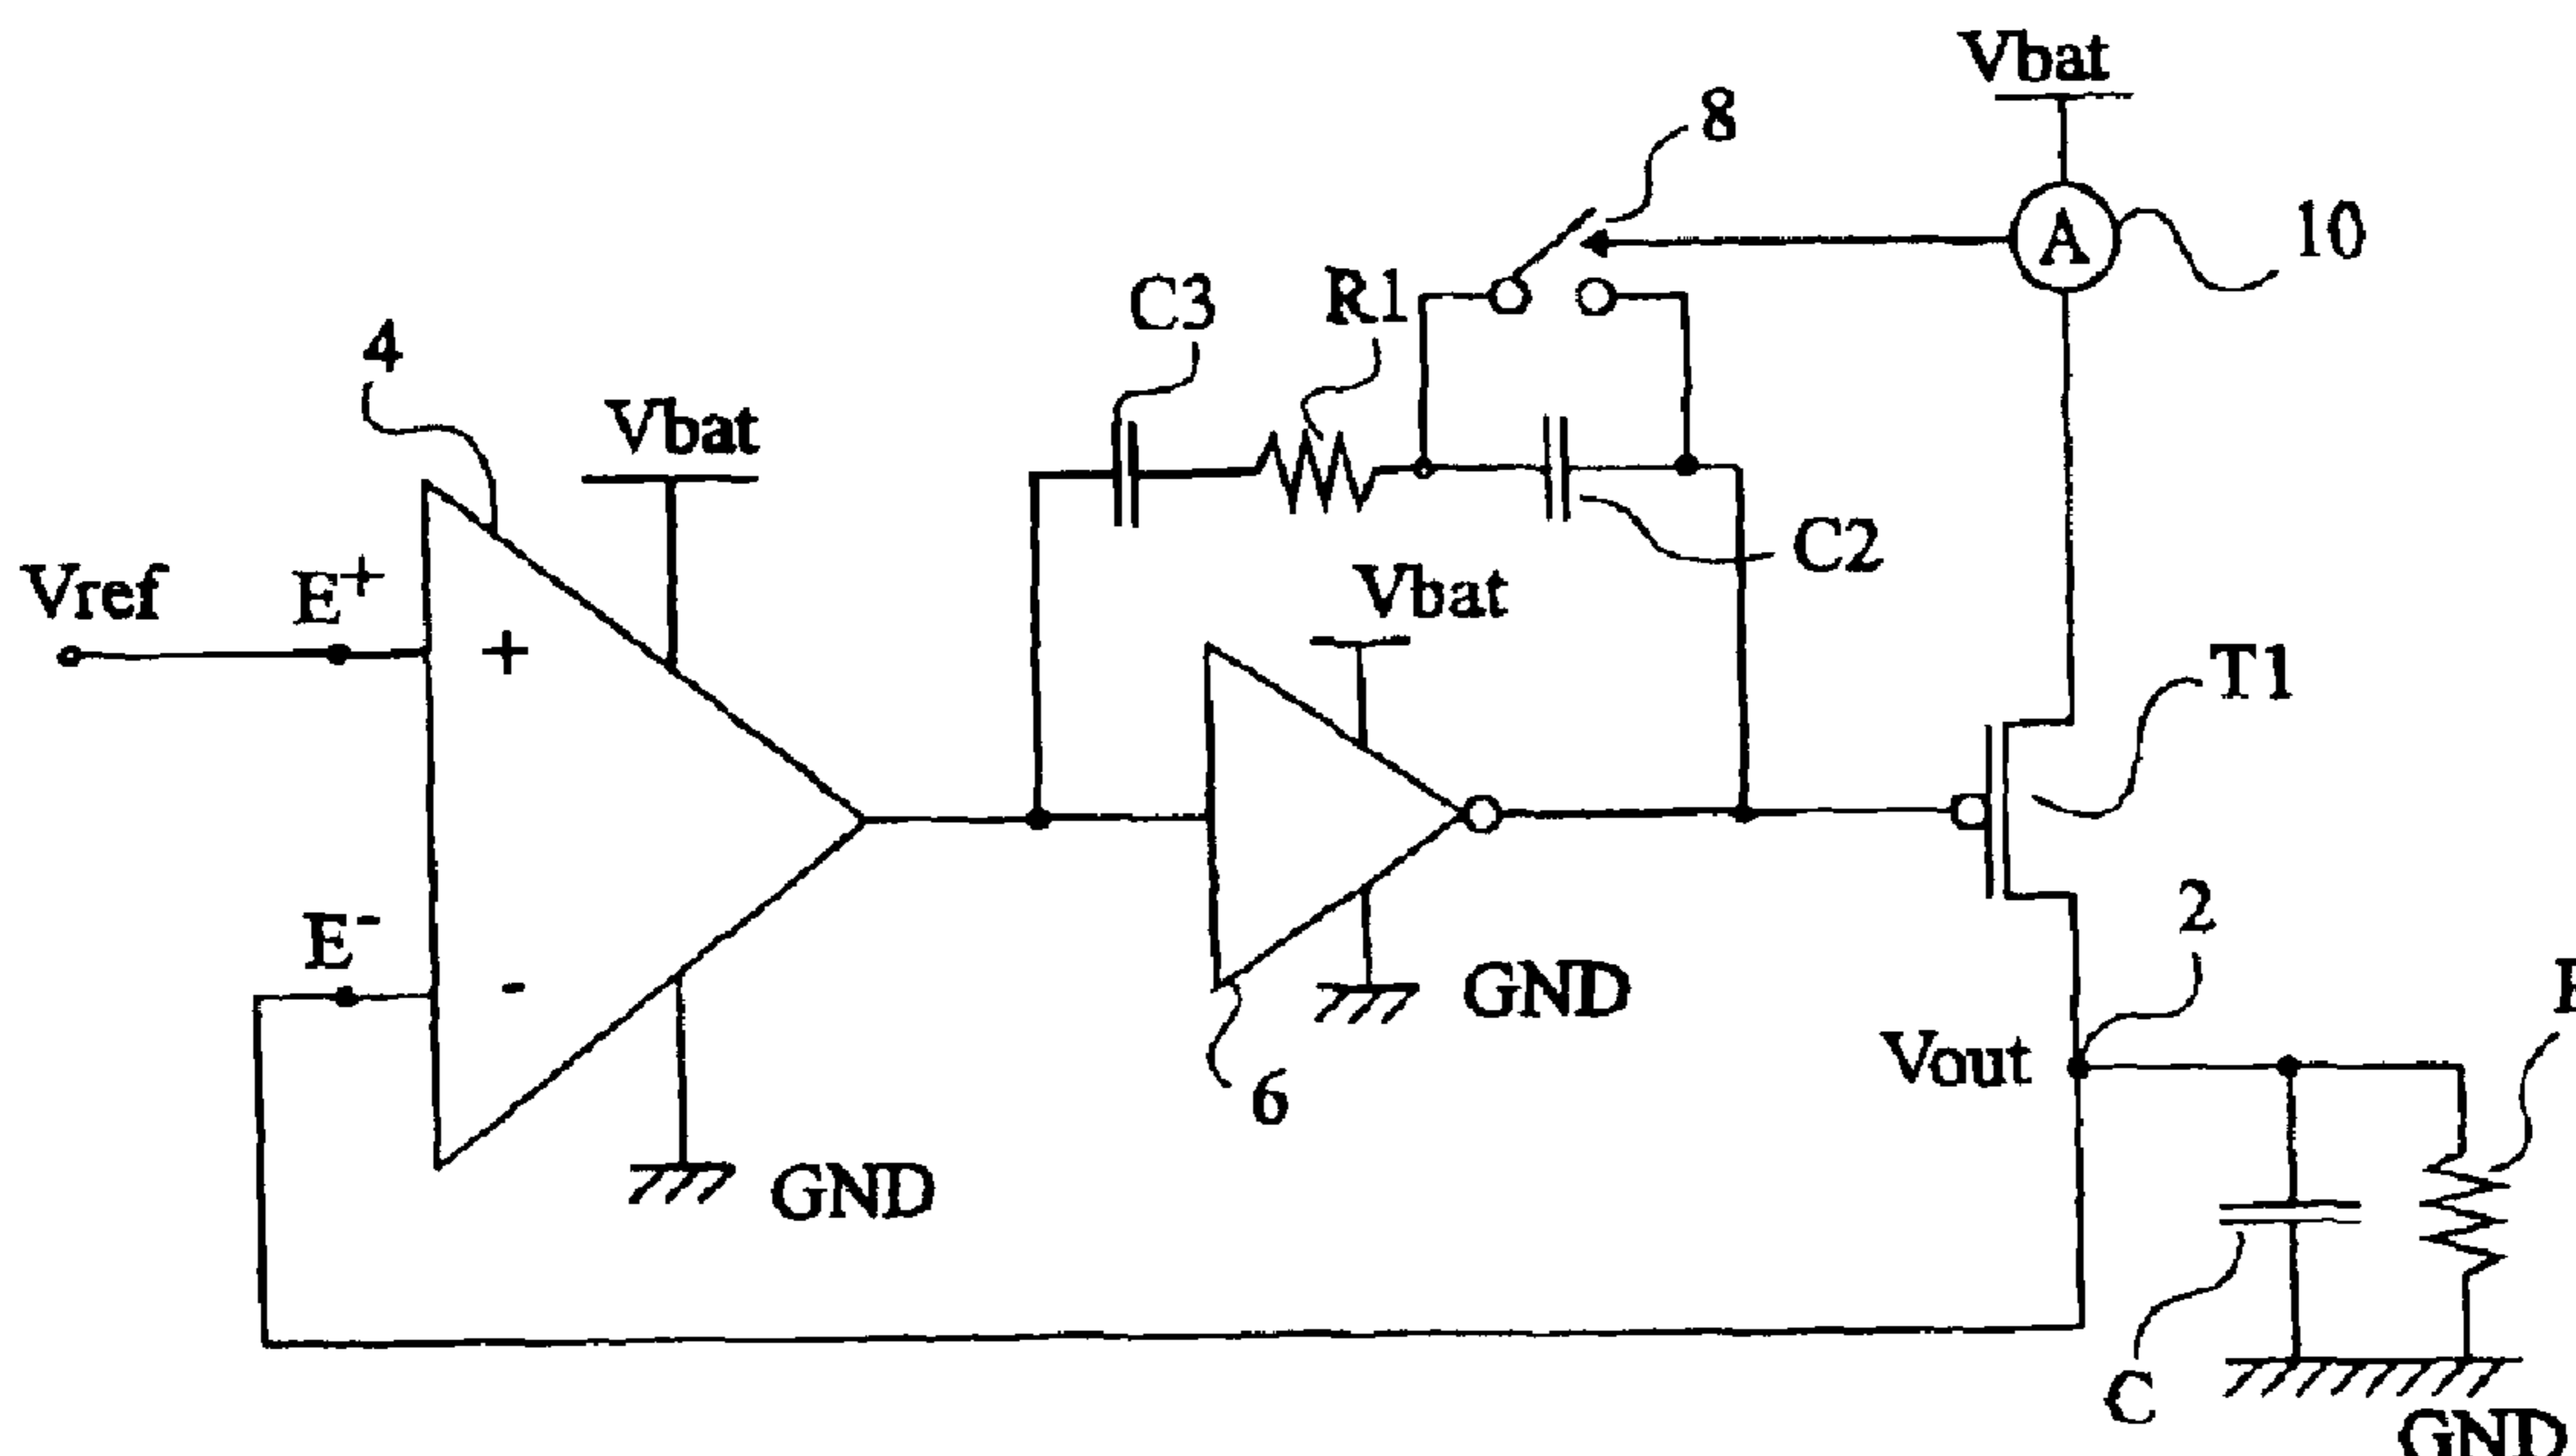 Vbat
8
A
10
C3
R1
4
Vbat
C2
Vref
E+
+
Vbat
T1
E-
-
GND
2
Vout
6
GND
C
GND